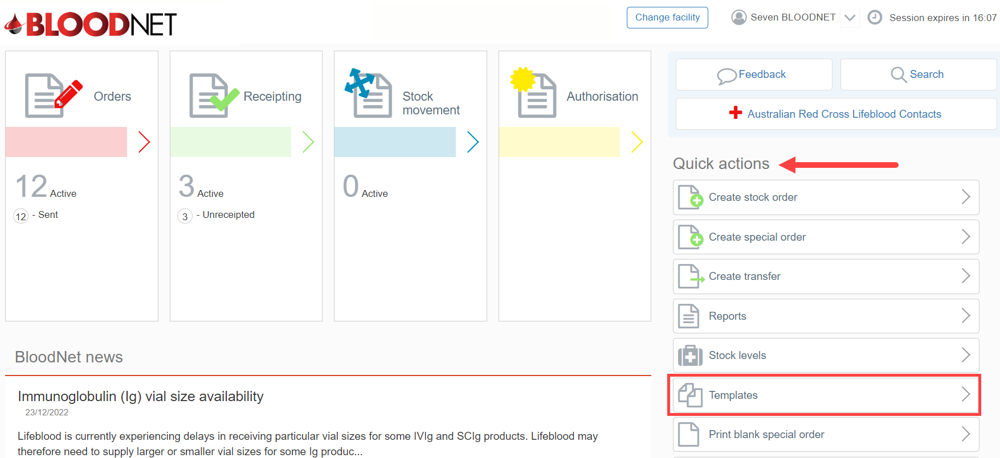 BLOODNET
Change facility
Seven BLOODNET
Session expires in 16:07
Orders
12 Active
12 - Sent
Receipting
3 Active
3 - Unreceipted
Stock
movement
0 Active
Authorisation
Feedback
Search
Australian Red Cross Lifeblood Contacts
Quick actions
Create stock order
Create special order
Create transfer
Reports
Stock levels
Templates
Print blank special order
BloodNet news
Immunoglobulin (Ig) vial size availability
23/12/2022
Lifeblood is currently experiencing delays in receiving particular vial sizes for some IVIg and SCIg products. Lifeblood may
therefore need to supply larger or smaller vial sizes for some Ig produc...